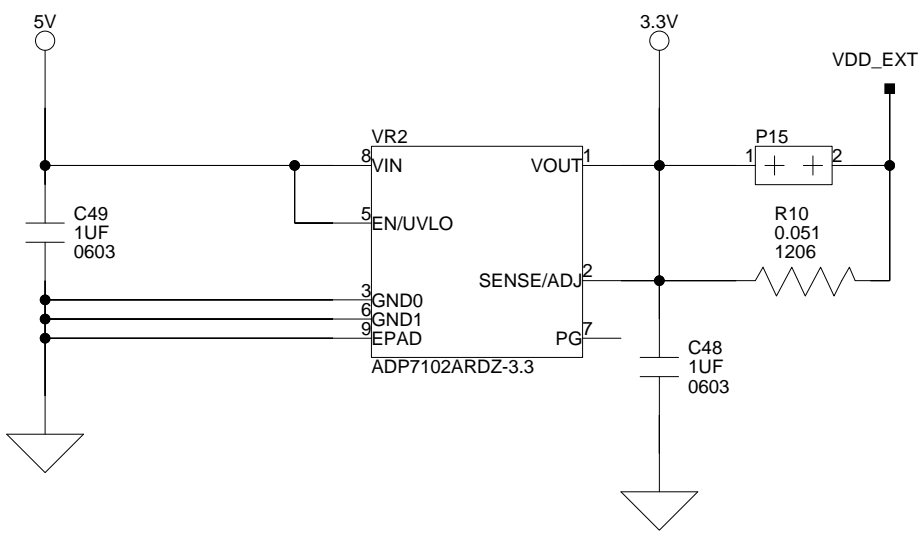 5V
3.3V
VDD_EXT
VR2
P15
8
VIN
VOUT
1
1
2
C49
1UF
0603
5
EN/UVLO
R10
0.051
1206
SENSE/ADJ
2
3
GND0
6
GND1
9
EPAD
PG
7
ADP7102ARDZ-3.3
C48
1UF
0603